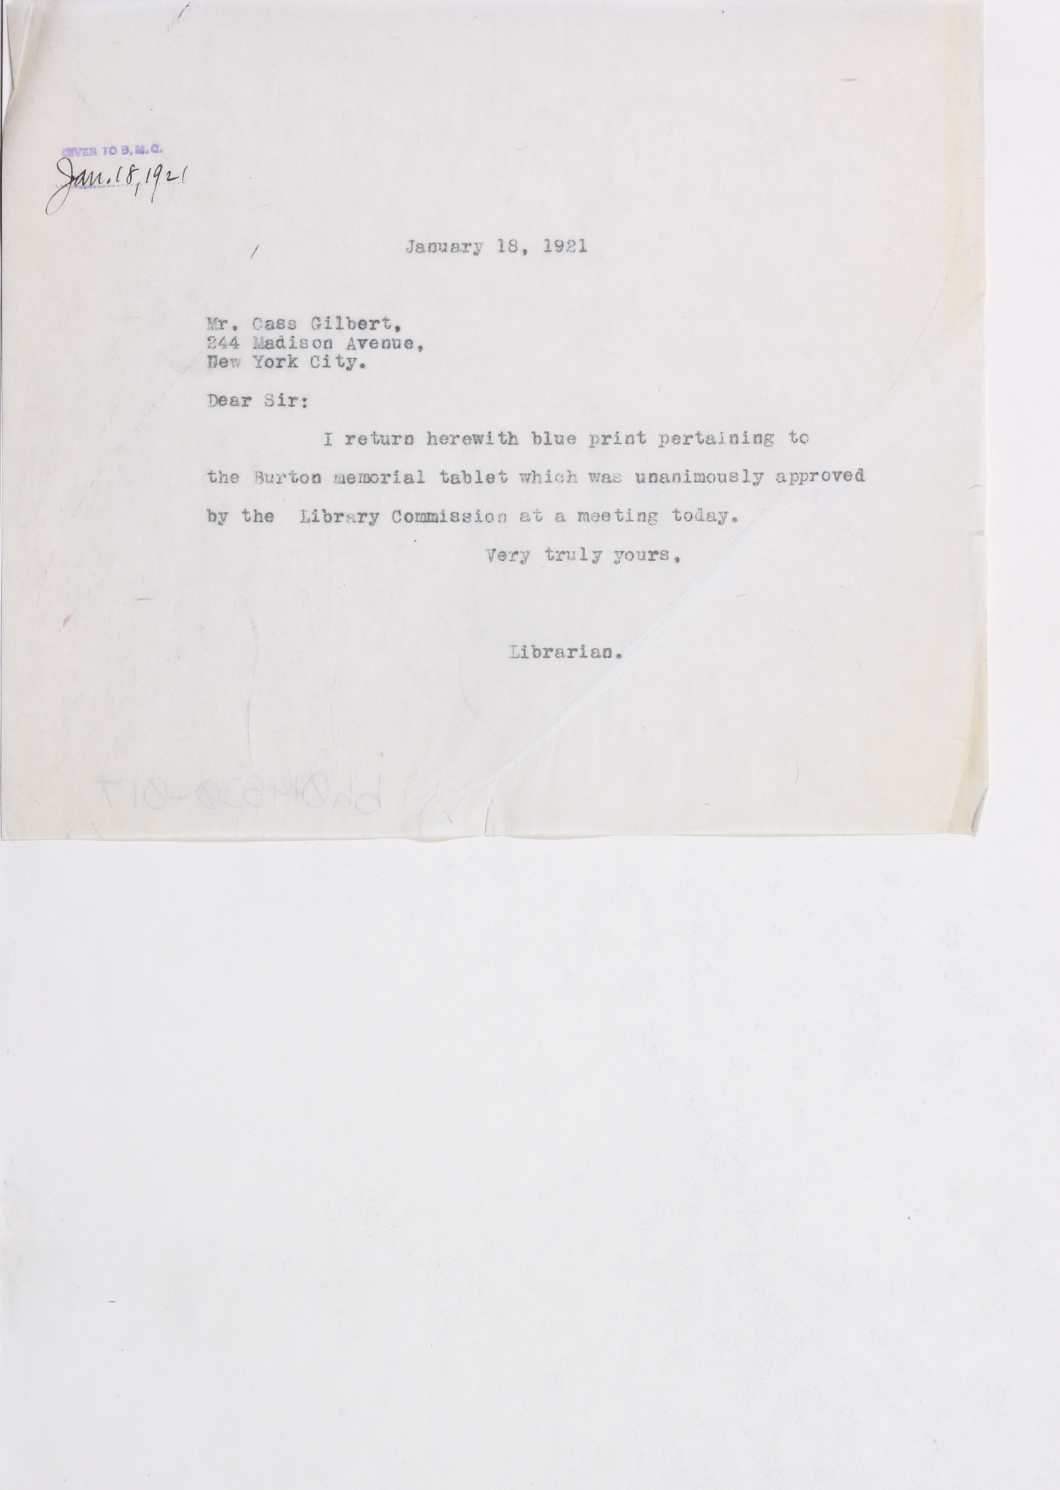 GIVEN TO B.M.C.
Jan. 18, 1921
January 18, 1921
Mr. Cass Gilbert,
244 Madison Avenue,
New York City.
Dear Sir:
I return herewith blue print pertaining to
the Burton memorial tablet which was unanimously approved
by the Library Commission at a meeting today.
Very truly yours,
Librarian.